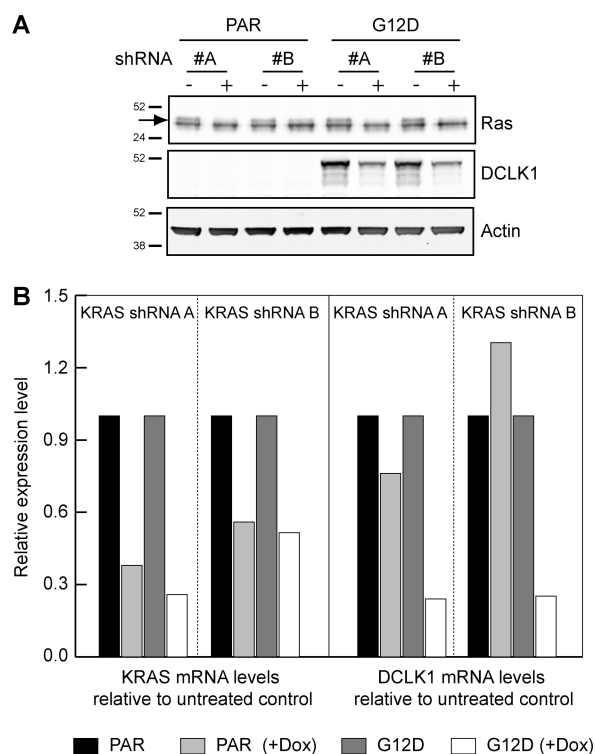 A
PAR G12D
shRNA #A #B #A #B
- + - + - + - +
52
24
Ras
52
DCLK1
52
38
Actin
B
Relative expression level
1.5
1.2
0.9
0.6
0.3
0.0
KRAS shRNA A KRAS shRNA B KRAS shRNA A KRAS shRNA B
KRAS mRNA levels
relative to untreated control
DCLK1 mRNA levels
relative to untreated control
PAR PAR (+Dox) G12D G12D (+Dox)